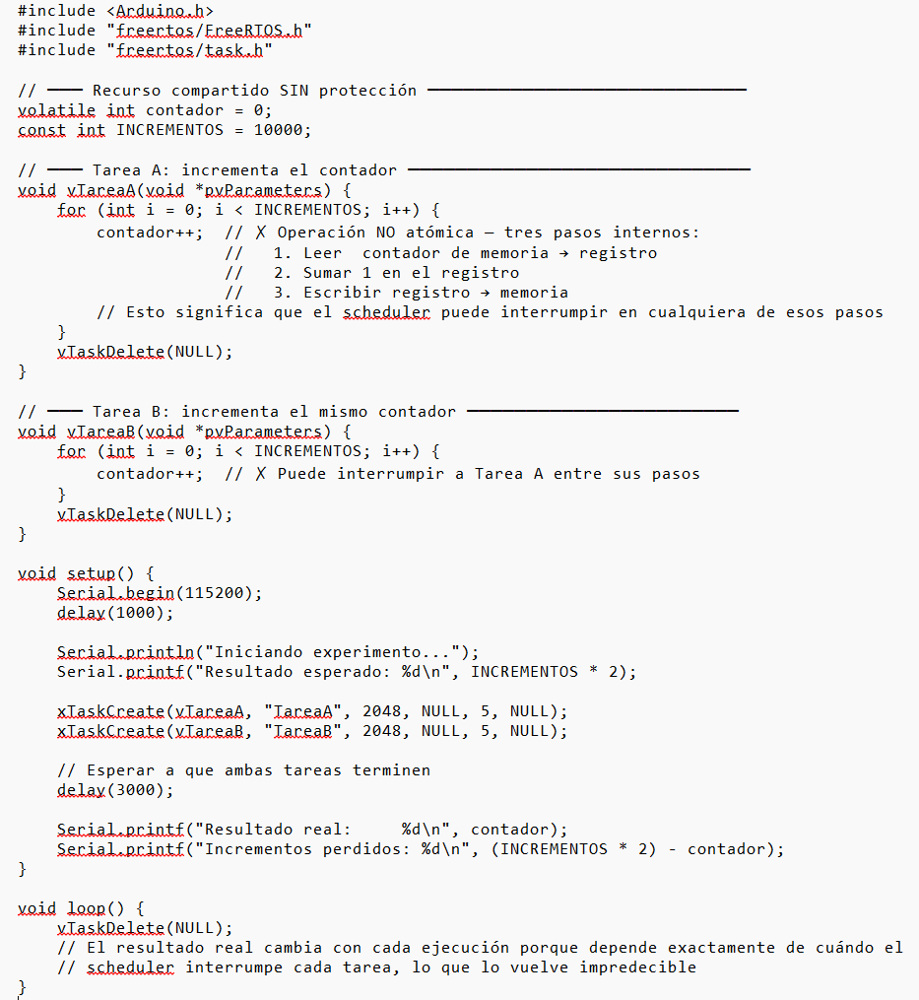 #include <Arduino.h>
#include "freertos/FreeRTOS.h"
#include "freertos/task.h"
// ─── Recurso compartido SIN protección ───────────────────────────
volatile int contador = 0;
const int INCREMENTOS = 10000;
// ─── Tarea A: incrementa el contador ─────────────────────────────
void vTareaA(void *pvParameters) {
    for (int i = 0; i < INCREMENTOS; i++) {
        contador++;  // ✗ Operación NO atómica — tres pasos internos:
                     //   1. Leer  contador de memoria → registro
                     //   2. Sumar 1 en el registro
                     //   3. Escribir registro → memoria
        // Esto significa que el scheduler puede interrumpir en cualquiera de esos pasos
    }
    vTaskDelete(NULL);
}
// ─── Tarea B: incrementa el mismo contador ───────────────────────
void vTareaB(void *pvParameters) {
    for (int i = 0; i < INCREMENTOS; i++) {
        contador++;  // ✗ Puede interrumpir a Tarea A entre sus pasos
    }
    vTaskDelete(NULL);
}
void setup() {
    Serial.begin(115200);
    delay(1000);
    Serial.println("Iniciando experimento...");
    Serial.printf("Resultado esperado: %d\n", INCREMENTOS * 2);
    xTaskCreate(vTareaA, "TareaA", 2048, NULL, 5, NULL);
    xTaskCreate(vTareaB, "TareaB", 2048, NULL, 5, NULL);
    // Esperar a que ambas tareas terminen
    delay(3000);
    Serial.printf("Resultado real:     %d\n", contador);
    Serial.printf("Incrementos perdidos: %d\n", (INCREMENTOS * 2) - contador);
}
void loop() {
    vTaskDelete(NULL);
    // El resultado real cambia con cada ejecución porque depende exactamente de cuándo el
    // scheduler interrumpe cada tarea, lo que lo vuelve impredecible
}